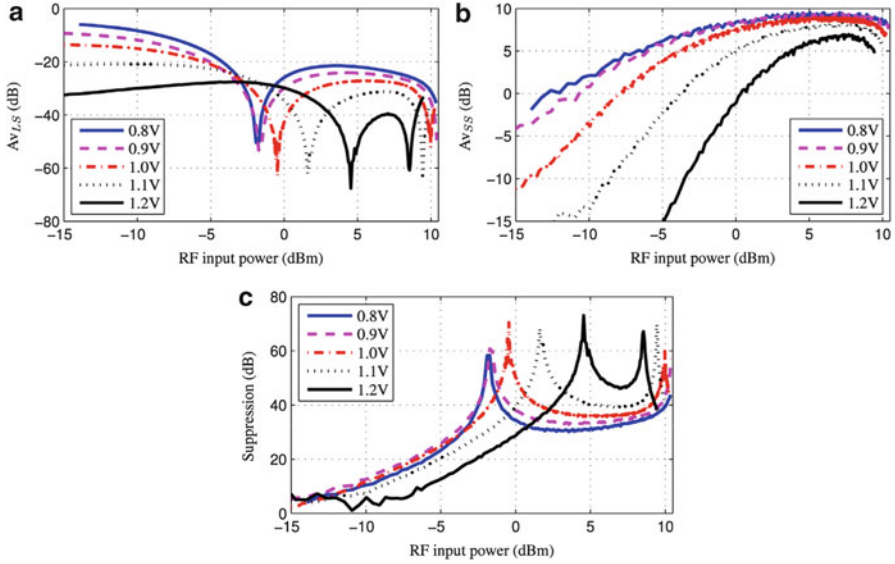 a
Av_LS (dB)
0
−20
−40
−60
−80
0.8V
0.9V
1.0V
1.1V
1.2V
−15
−10
−5
0
5
10
RF input power (dBm)
b
Av_SS (dB)
10
5
0
−5
−10
−15
0.8V
0.9V
1.0V
1.1V
1.2V
−15
−10
−5
0
5
10
RF input power (dBm)
c
Suppression (dB)
80
60
40
20
0
0.8V
0.9V
1.0V
1.1V
1.2V
−15
−10
−5
0
5
10
RF input power (dBm)